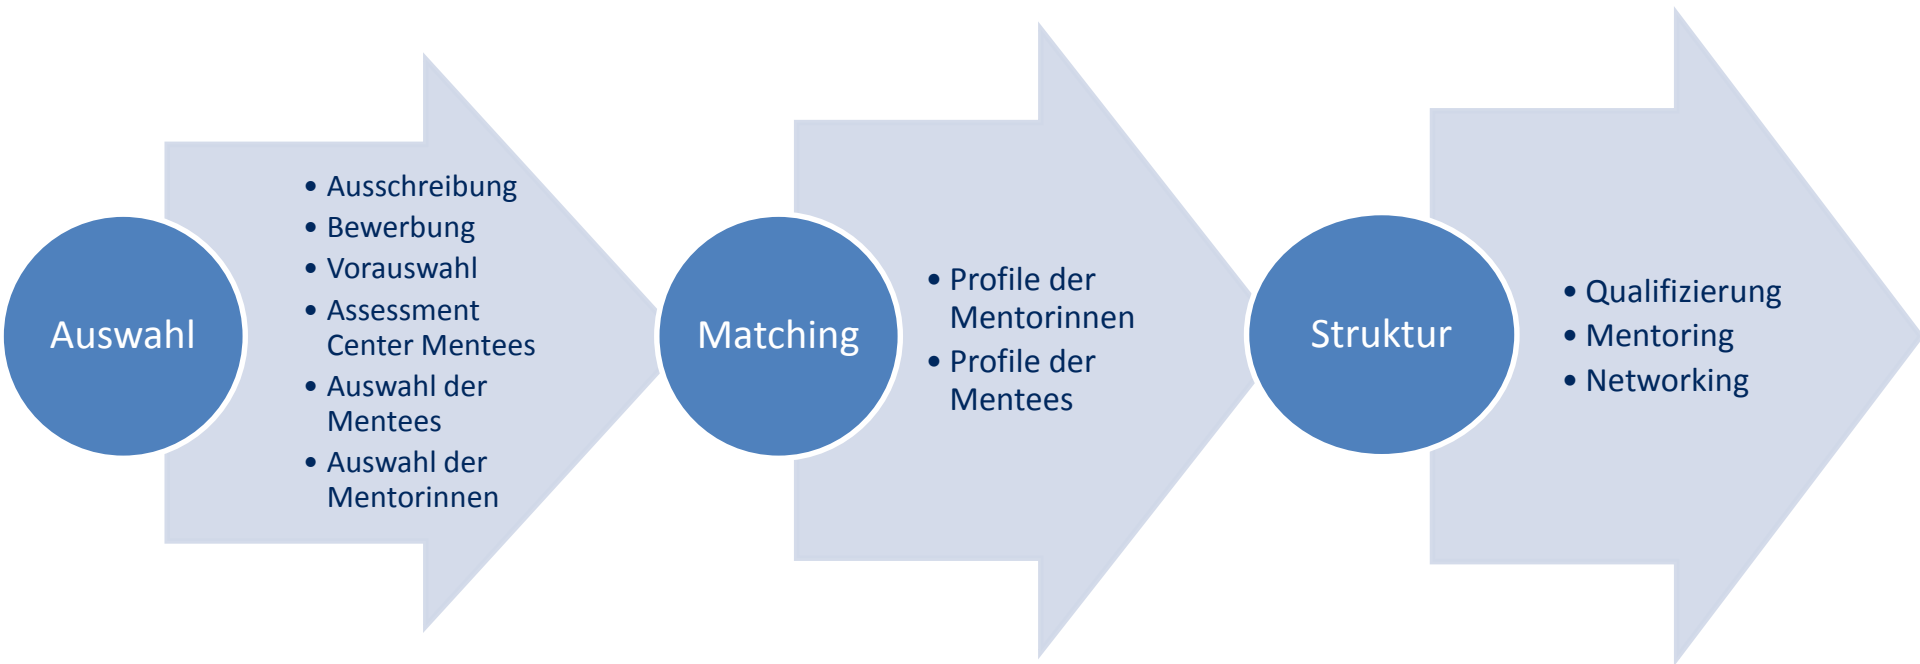 Auswahl
• Ausschreibung
• Bewerbung
• Vorauswahl
• Assessment
Center Mentees
• Auswahl der
Mentees
• Auswahl der
Mentorinnen
Matching
• Profile der
Mentorinnen
• Profile der
Mentees
Struktur
• Qualifizierung
• Mentoring
• Networking